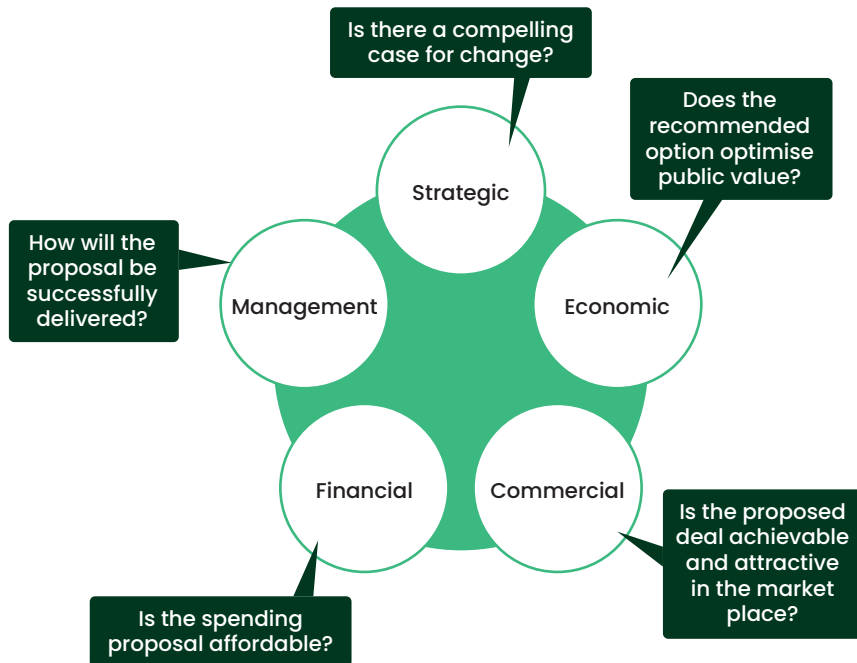 Is there a compelling
case for change?
Does the
recommended
option optimise
public value?
Strategic
How will the
proposal be
successfully
delivered?
Management
Economic
Financial
Commercial
Is the proposed
deal achievable
and attractive
in the market
place?
Is the spending
proposal affordable?